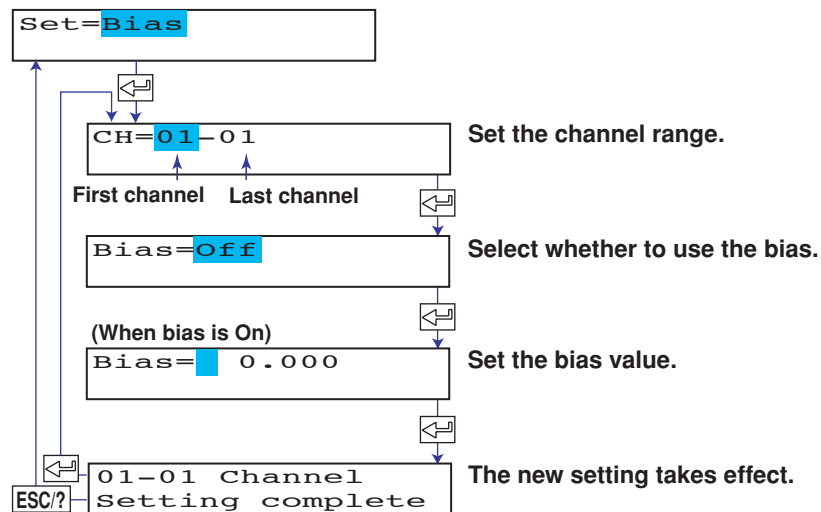 Set=Bias
CH=01-01
Set the channel range.
First channel
Last channel
Bias=Off
Select whether to use the bias.
(When bias is On)
Bias= 0.000
Set the bias value.
01-01 Channel
Setting complete
The new setting takes effect.
ESC/?